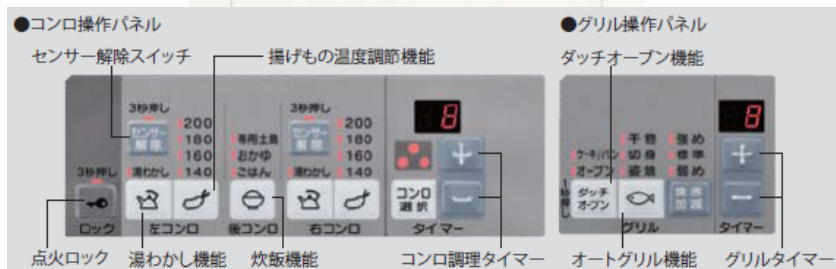 ●コンロ操作パネル
●グリル操作パネル
センサー解除スイッチ
揚げもの温度調節機能
ダッチオーブン機能
3秒押し
センサー
解除
200
180
160
140
湯わかし
専用土鍋
おかゆ
ごはん
3秒押し
センサー
解除
200
180
160
140
湯わかし
8
コンロ
選択
3秒押し
ロック
左コンロ
後コンロ
右コンロ
タイマー
ケーキ/パン
オーブン
干物
切身
姿焼
強め
標準
弱め
1秒押し
ダッチ
オーブン
焼き
加減
8
グリル
タイマー
点火ロック
湯わかし機能
炊飯機能
コンロ調理タイマー
オートグリル機能
グリルタイマー